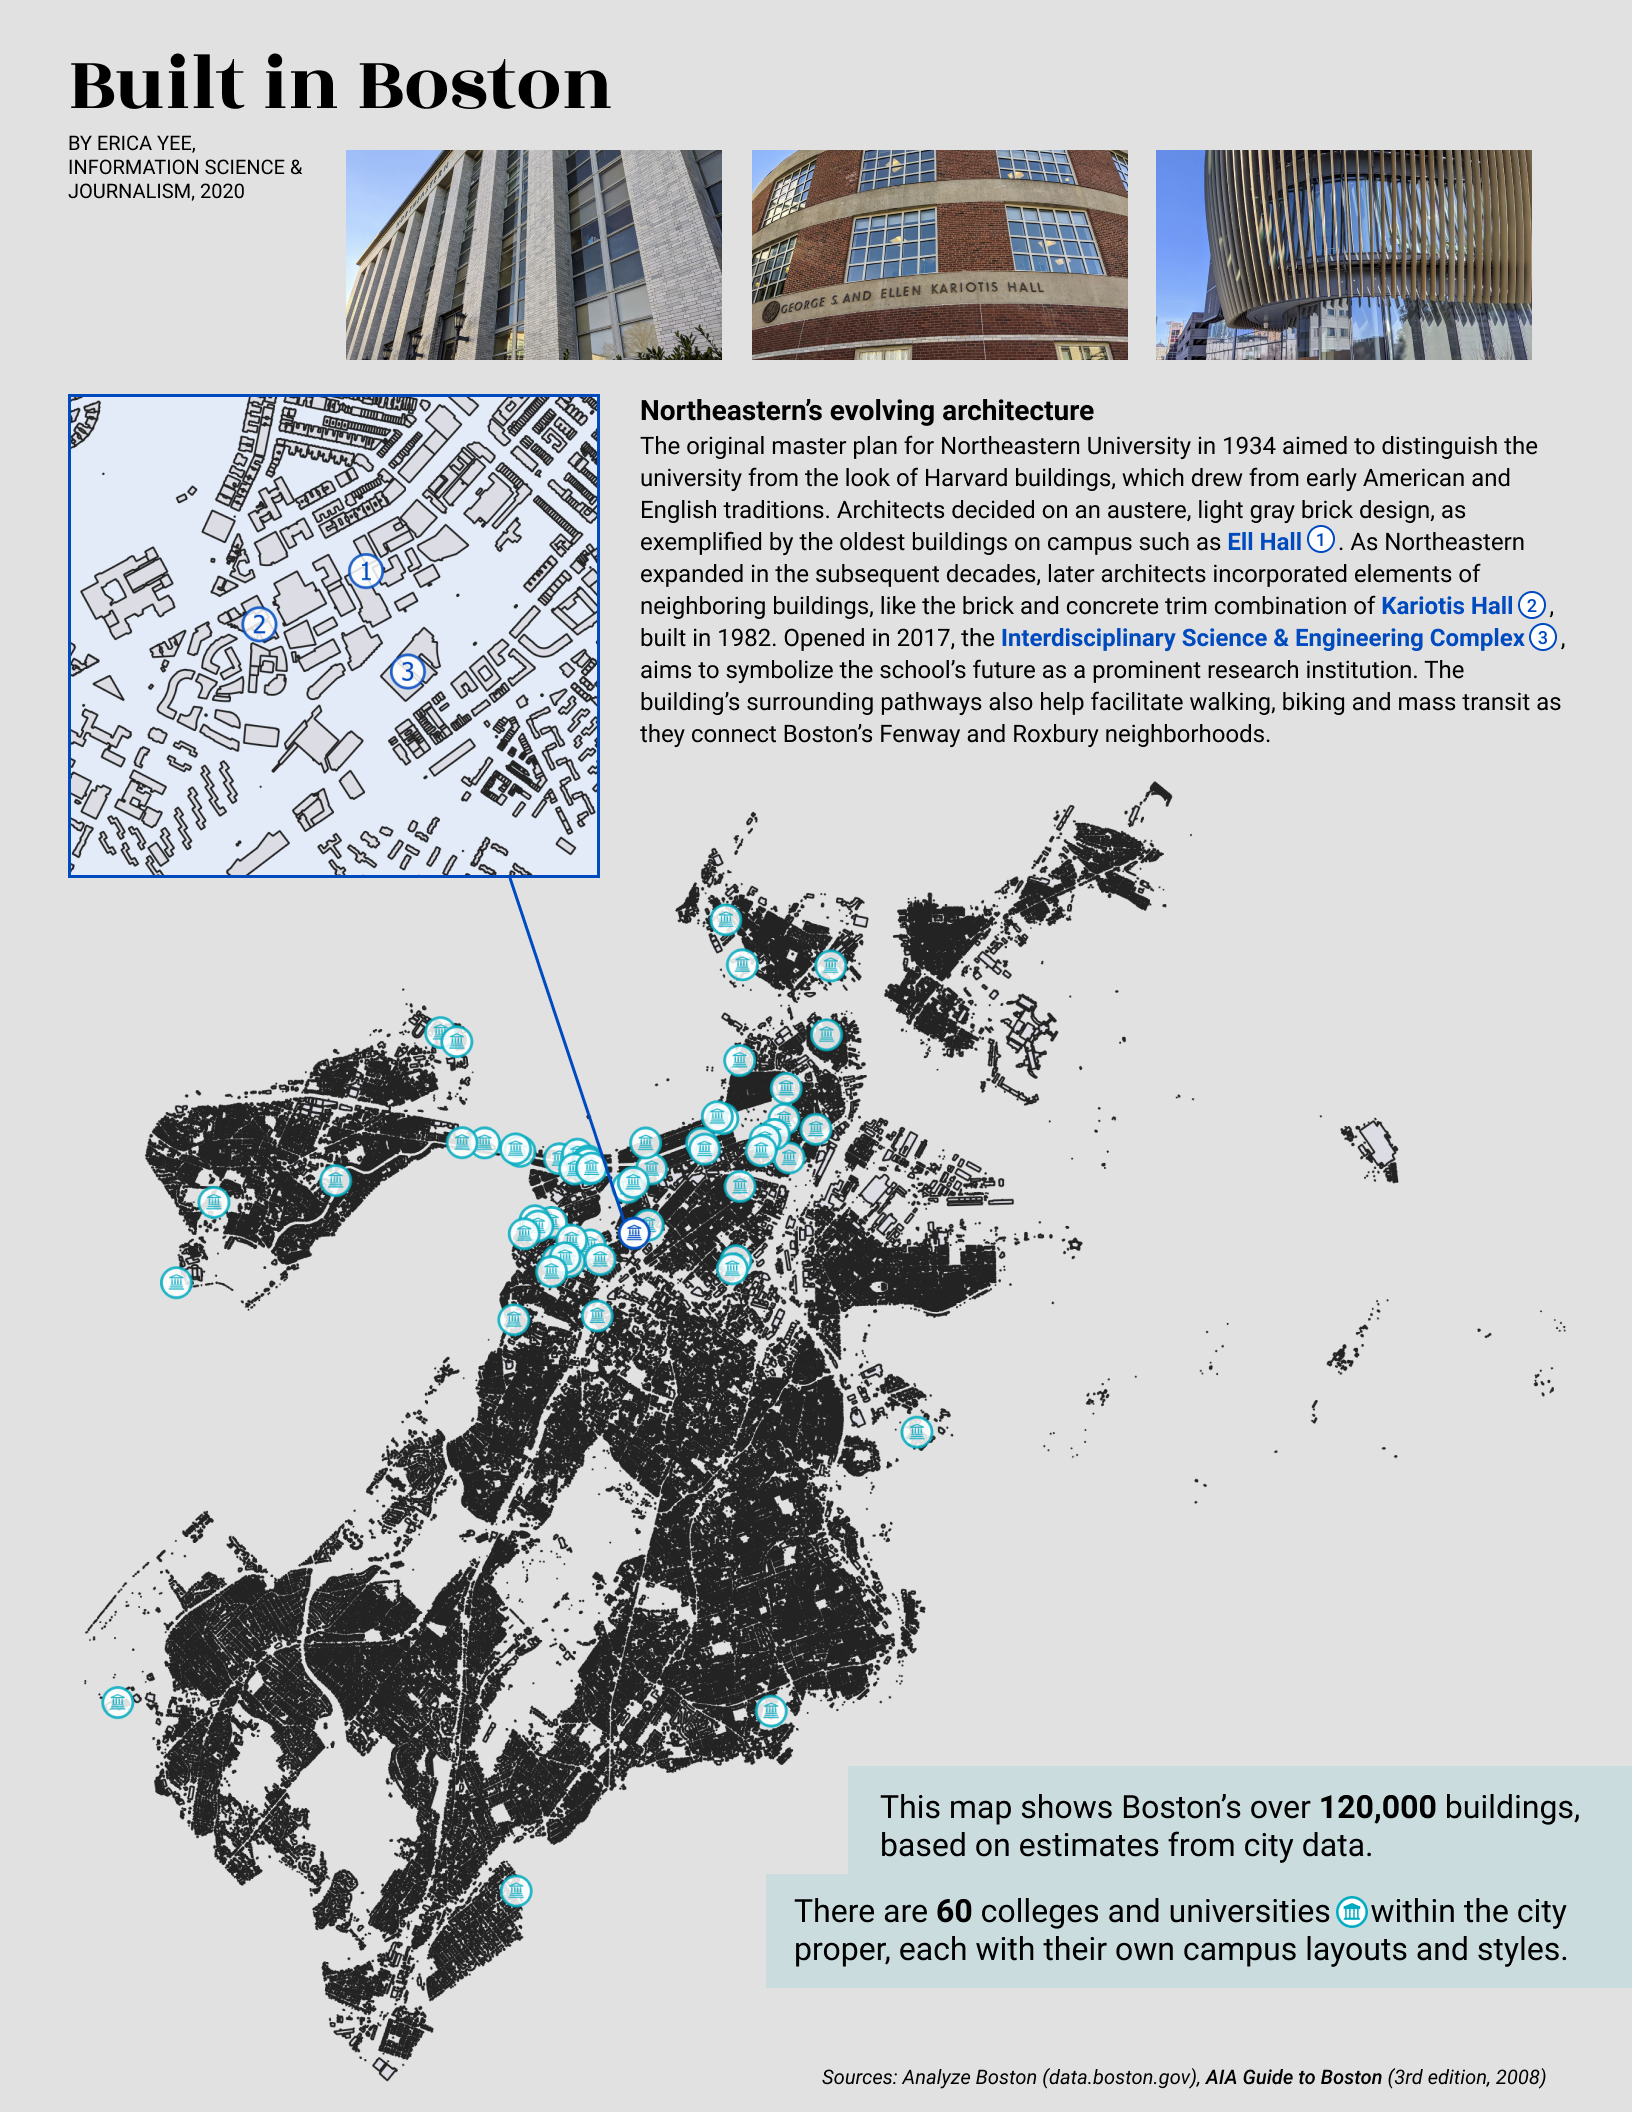 Built in Boston
BY ERICA YEE,
INFORMATION SCIENCE &
JOURNALISM, 2020
GEORGE S. AND ELLEN KARIOTIS HALL
1
2
3
Northeastern’s evolving architecture
The original master plan for Northeastern University in 1934 aimed to distinguish the
university from the look of Harvard buildings, which drew from early American and
English traditions. Architects decided on an austere, light gray brick design, as
exemplified by the oldest buildings on campus such as Ell Hall 1 . As Northeastern
expanded in the subsequent decades, later architects incorporated elements of
neighboring buildings, like the brick and concrete trim combination of Kariotis Hall 2 ,
built in 1982. Opened in 2017, the Interdisciplinary Science & Engineering Complex 3 ,
aims to symbolize the school’s future as a prominent research institution. The
building’s surrounding pathways also help facilitate walking, biking and mass transit as
they connect Boston’s Fenway and Roxbury neighborhoods.
This map shows Boston’s over 120,000 buildings,
based on estimates from city data.
There are 60 colleges and universities within the city
proper, each with their own campus layouts and styles.
Sources: Analyze Boston (data.boston.gov), AIA Guide to Boston (3rd edition, 2008)